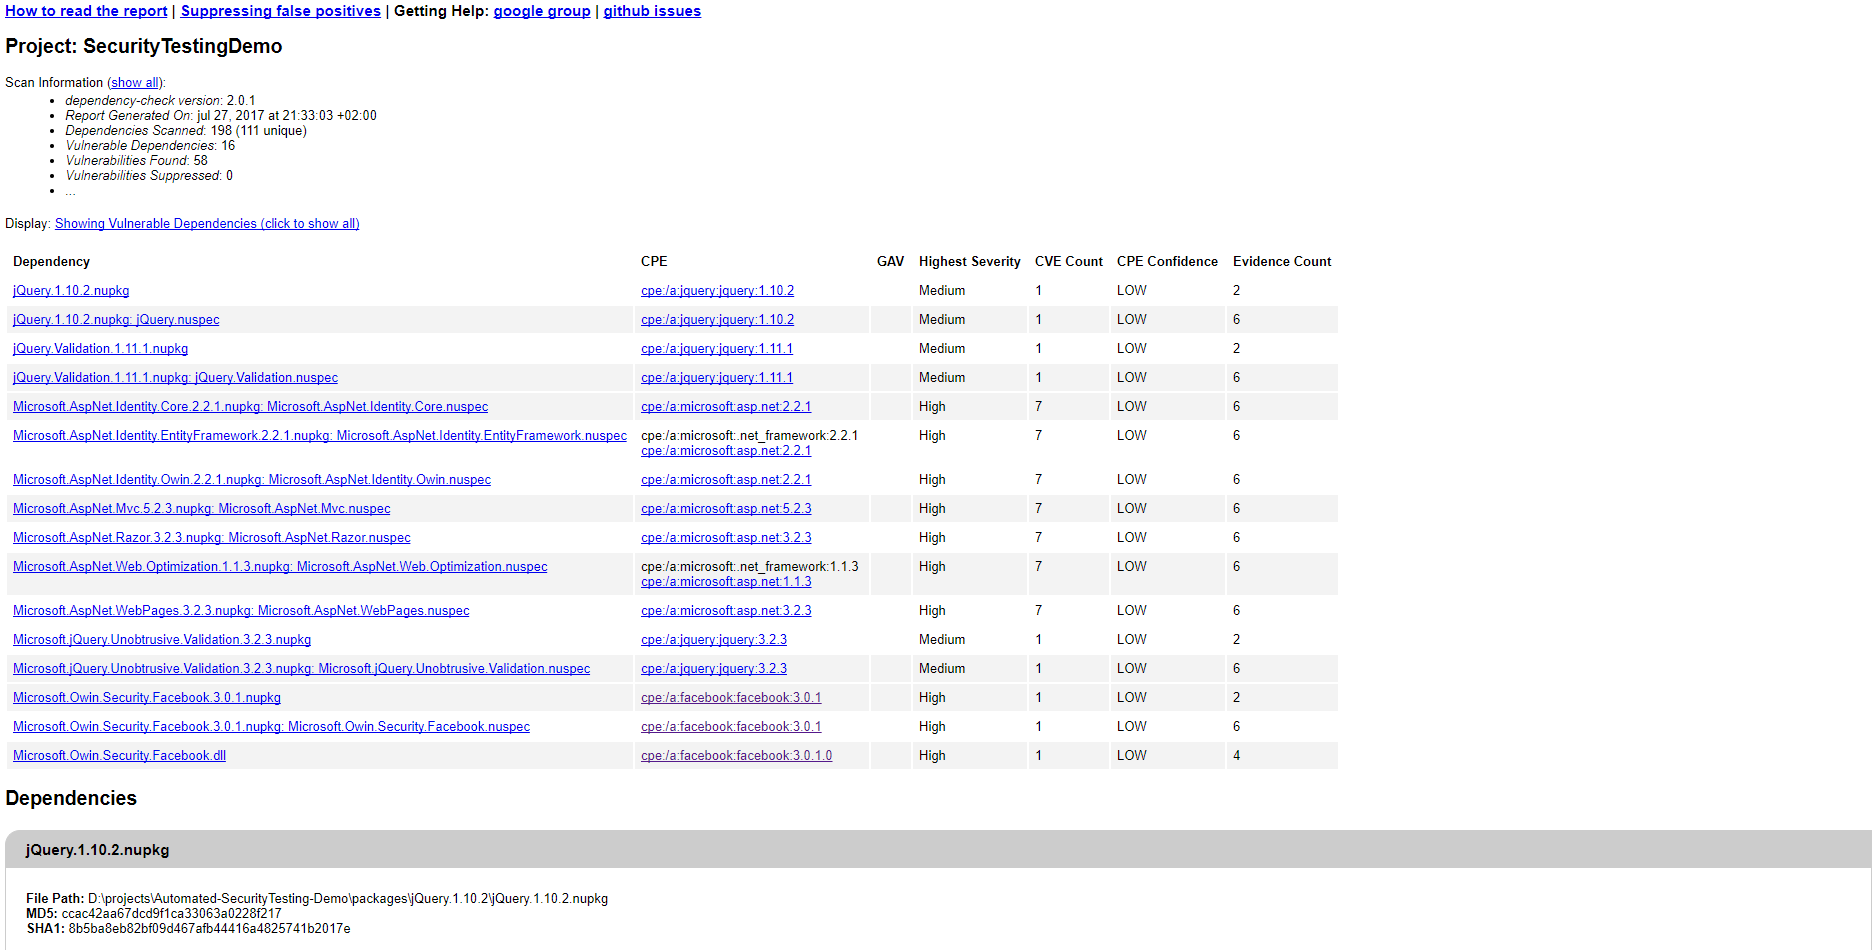 How to read the report | Suppressing false positives | Getting Help: google group | github issues
Project: SecurityTestingDemo
Scan Information (show all):
• dependency-check version: 2.0.1
• Report Generated On: jul 27, 2017 at 21:33:03 +02:00
• Dependencies Scanned: 198 (111 unique)
• Vulnerable Dependencies: 16
• Vulnerabilities Found: 58
• Vulnerabilities Suppressed: 0
• ...
Display: Showing Vulnerable Dependencies (click to show all)
Dependency CPE GAV Highest Severity CVE Count CPE Confidence Evidence Count
jQuery.1.10.2.nupkg cpe:/a:jquery:jquery:1.10.2 Medium 1 LOW 2
jQuery.1.10.2.nupkg: jQuery.nuspec cpe:/a:jquery:jquery:1.10.2 Medium 1 LOW 6
jQuery.Validation.1.11.1.nupkg cpe:/a:jquery:jquery:1.11.1 Medium 1 LOW 2
jQuery.Validation.1.11.1.nupkg: jQuery.Validation.nuspec cpe:/a:jquery:jquery:1.11.1 Medium 1 LOW 6
Microsoft.AspNet.Identity.Core.2.2.1.nupkg: Microsoft.AspNet.Identity.Core.nuspec cpe:/a:microsoft:asp.net:2.2.1 High 7 LOW 6
Microsoft.AspNet.Identity.EntityFramework.2.2.1.nupkg: Microsoft.AspNet.Identity.EntityFramework.nuspec cpe:/a:microsoft:.net_framework:2.2.1 High 7 LOW 6
cpe:/a:microsoft:asp.net:2.2.1
Microsoft.AspNet.Identity.Owin.2.2.1.nupkg: Microsoft.AspNet.Identity.Owin.nuspec cpe:/a:microsoft:asp.net:2.2.1 High 7 LOW 6
Microsoft.AspNet.Mvc.5.2.3.nupkg: Microsoft.AspNet.Mvc.nuspec cpe:/a:microsoft:asp.net:5.2.3 High 7 LOW 6
Microsoft.AspNet.Razor.3.2.3.nupkg: Microsoft.AspNet.Razor.nuspec cpe:/a:microsoft:asp.net:3.2.3 High 7 LOW 6
Microsoft.AspNet.Web.Optimization.1.1.3.nupkg: Microsoft.AspNet.Web.Optimization.nuspec cpe:/a:microsoft:.net_framework:1.1.3 High 7 LOW 6
cpe:/a:microsoft:asp.net:1.1.3
Microsoft.AspNet.WebPages.3.2.3.nupkg: Microsoft.AspNet.WebPages.nuspec cpe:/a:microsoft:asp.net:3.2.3 High 7 LOW 6
Microsoft.jQuery.Unobtrusive.Validation.3.2.3.nupkg cpe:/a:jquery:jquery:3.2.3 Medium 1 LOW 2
Microsoft.jQuery.Unobtrusive.Validation.3.2.3.nupkg: Microsoft.jQuery.Unobtrusive.Validation.nuspec cpe:/a:jquery:jquery:3.2.3 Medium 1 LOW 6
Microsoft.Owin.Security.Facebook.3.0.1.nupkg cpe:/a:facebook:facebook:3.0.1 High 1 LOW 2
Microsoft.Owin.Security.Facebook.3.0.1.nupkg: Microsoft.Owin.Security.Facebook.nuspec cpe:/a:facebook:facebook:3.0.1 High 1 LOW 6
Microsoft.Owin.Security.Facebook.dll cpe:/a:facebook:facebook:3.0.1.0 High 1 LOW 4
Dependencies
jQuery.1.10.2.nupkg
File Path: D:\projects\Automated-SecurityTesting-Demo\packages\jQuery.1.10.2\jQuery.1.10.2.nupkg
MD5: ccac42aa67dcd9f1ca33063a0228f217
SHA1: 8b5ba8eb82bf09d467afb44416a4825741b2017e